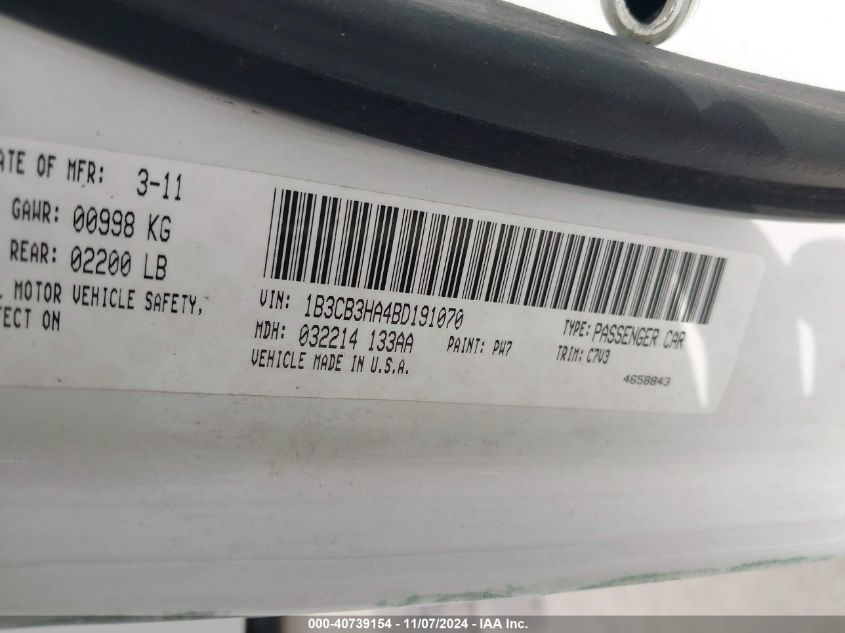 ATE OF MFR: 3-11
GAWR: 00998 KG
REAR: 02200 LB
MOTOR VEHICLE SAFETY,
FECT ON
VIN: 1B3CB3HA4BD191070
TYPE: PASSENGER CAR
MDH: 032214 133AA
PAINT: PW7
TRIM: C7V3
VEHICLE MADE IN U.S.A.
4658843
000-40739154 - 11/07/2024 - IAA Inc.